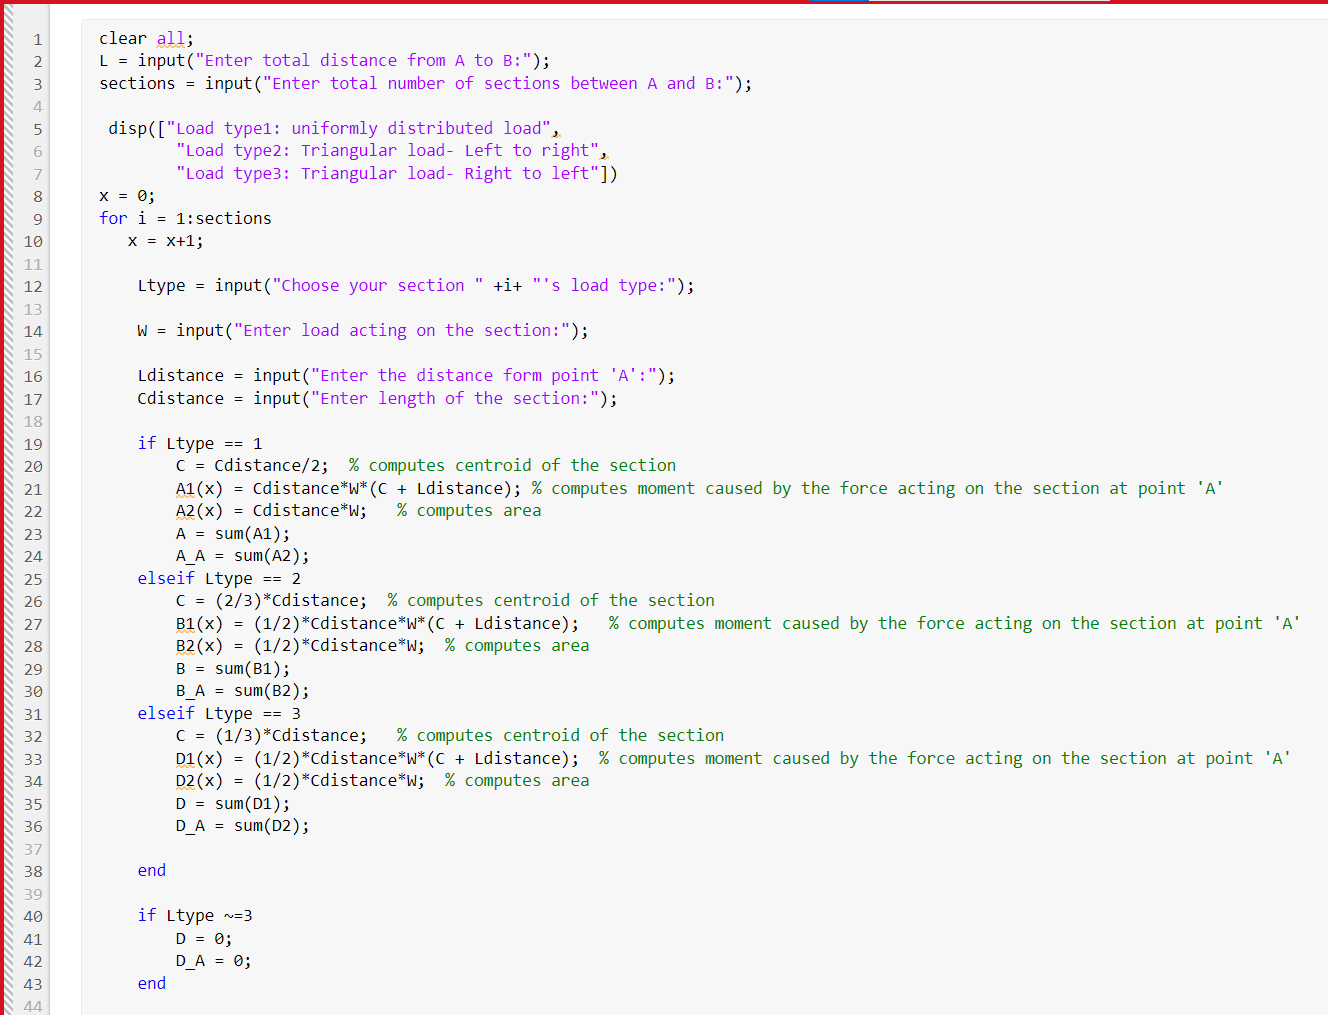 1 clear all;
2 L = input("Enter total distance from A to B:");
3 sections = input("Enter total number of sections between A and B:");
4
5 disp(["Load type1: uniformly distributed load",
6 "Load type2: Triangular load- Left to right",
7 "Load type3: Triangular load- Right to left"])
8 x = 0;
9 for i = 1:sections
10 x = x+1;
11
12 Ltype = input("Choose your section " +i+ "'s load type:");
13
14 W = input("Enter load acting on the section:");
15
16 Ldistance = input("Enter the distance form point 'A':");
17 Cdistance = input("Enter length of the section:");
18
19 if Ltype == 1
20 C = Cdistance/2; % computes centroid of the section
21 A1(x) = Cdistance*W*(C + Ldistance); % computes moment caused by the force acting on the section at point 'A'
22 A2(x) = Cdistance*W; % computes area
23 A = sum(A1);
24 A_A = sum(A2);
25 elseif Ltype == 2
26 C = (2/3)*Cdistance; % computes centroid of the section
27 B1(x) = (1/2)*Cdistance*W*(C + Ldistance); % computes moment caused by the force acting on the section at point 'A'
28 B2(x) = (1/2)*Cdistance*W; % computes area
29 B = sum(B1);
30 B_A = sum(B2);
31 elseif Ltype == 3
32 C = (1/3)*Cdistance; % computes centroid of the section
33 D1(x) = (1/2)*Cdistance*W*(C + Ldistance); % computes moment caused by the force acting on the section at point 'A'
34 D2(x) = (1/2)*Cdistance*W; % computes area
35 D = sum(D1);
36 D_A = sum(D2);
37
38 end
39
40 if Ltype ~=3
41 D = 0;
42 D_A = 0;
43 end
44